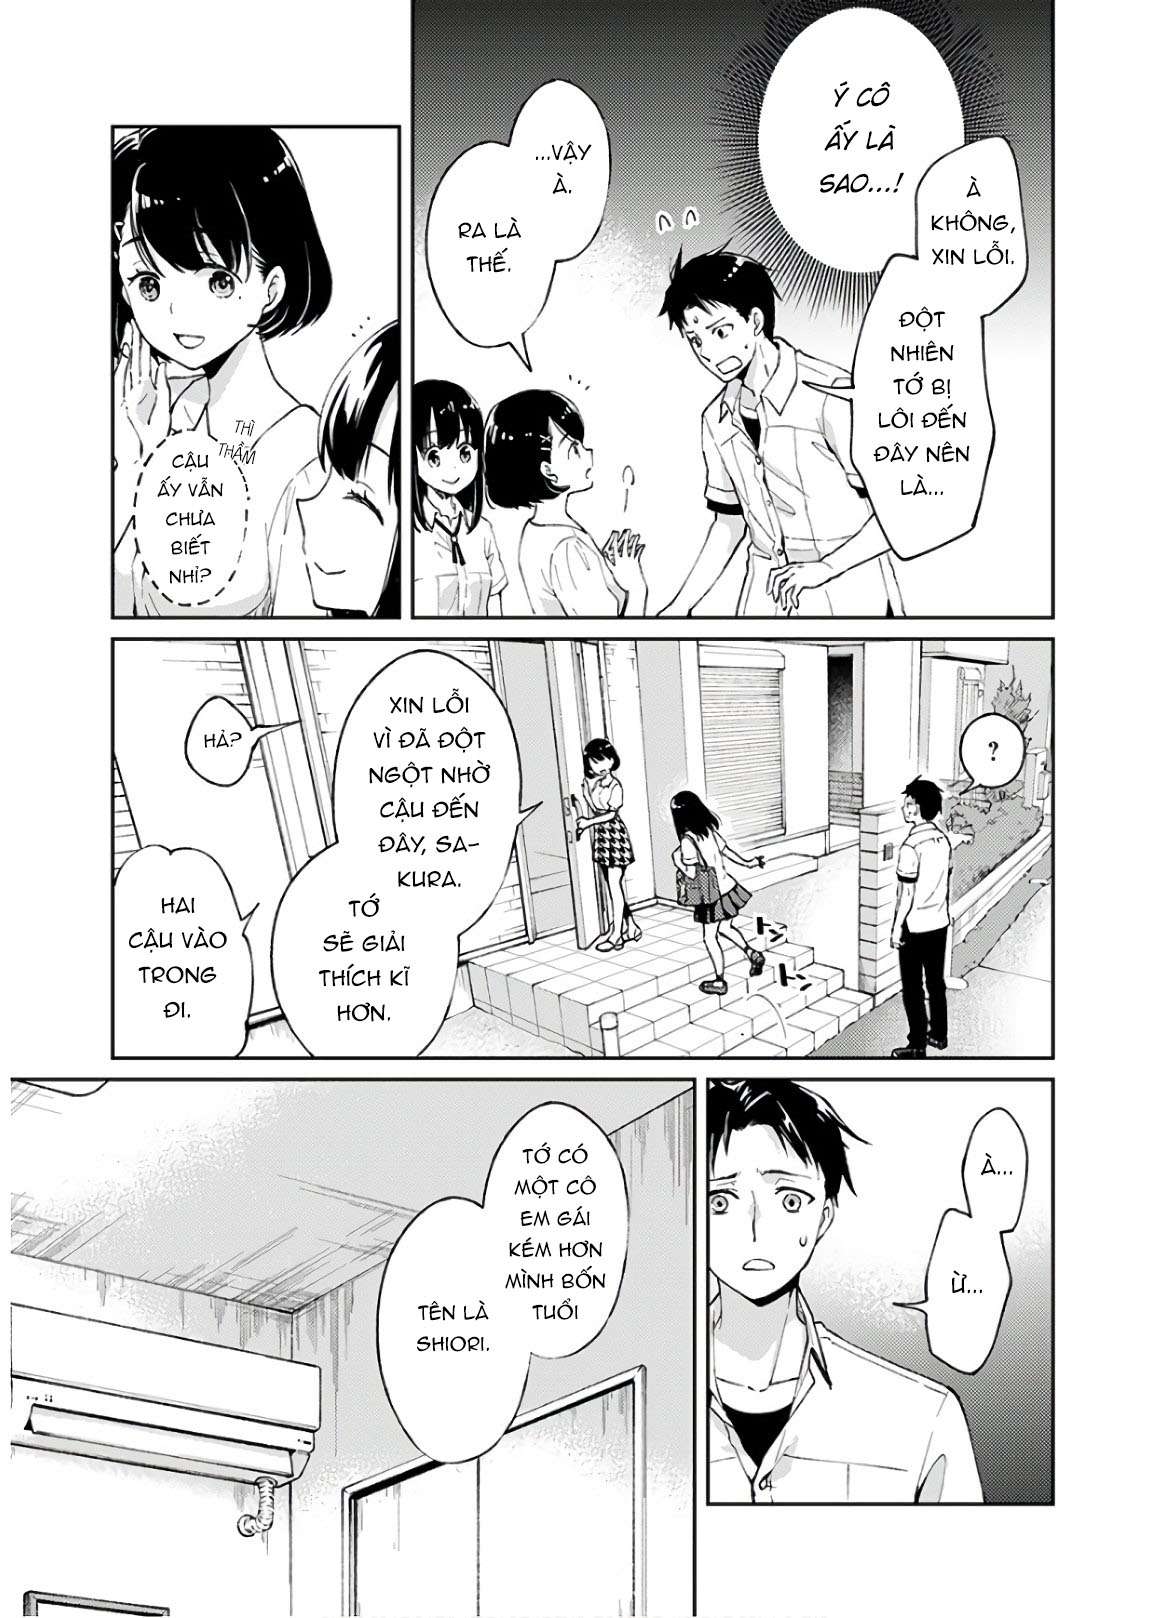 Ý CÔ
ẤY LÀ
SAO...!
À
KHÔNG,
XIN LỖI.
ĐỘT
NHIÊN
TỚ BỊ
LÔI ĐẾN
ĐÂY NÊN
LÀ...
...VẬY
À.
RA LÀ
THẾ.
THÌ
THẦM
CẬU
ẤY VẪN
CHƯA
BIẾT
NHỈ?
?
XIN LỖI
VÌ ĐÃ ĐỘT
NGỘT NHỜ
CẬU ĐẾN
ĐÂY, SA-
KURA.
TỚ
SẼ GIẢI
THÍCH KĨ
HƠN.
HẢ?
HAI
CẬU VÀO
TRONG
ĐI.
À...
Ừ...
TỚ CÓ
MỘT CÔ
EM GÁI
KÉM HƠN
MÌNH BỐN
TUỔI
TÊN LÀ
SHIORI.